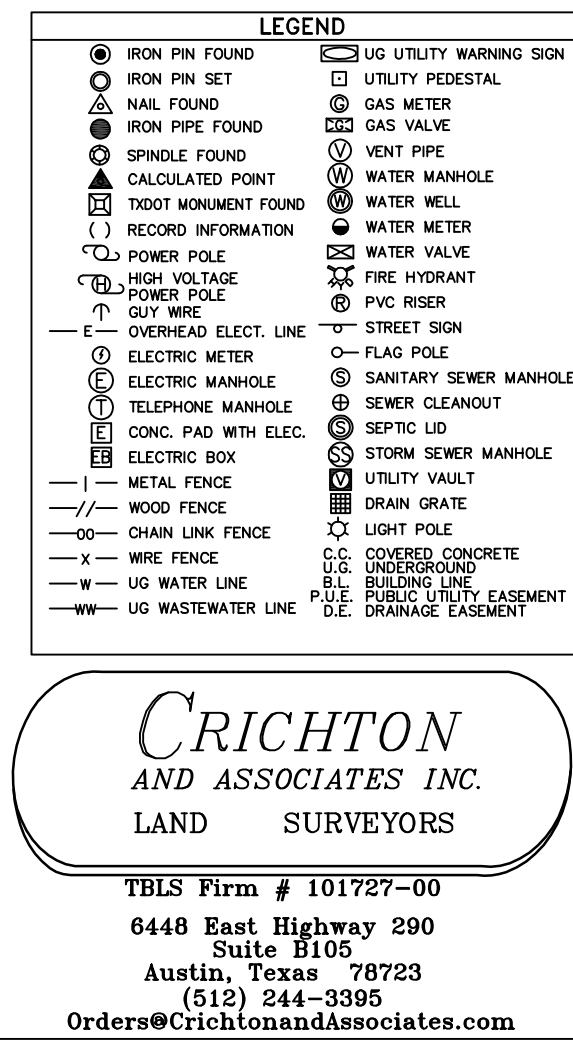 LEGEND
IRON PIN FOUND
IRON PIN SET
NAIL FOUND
IRON PIPE FOUND
SPINDLE FOUND
CALCULATED POINT
TXDOT MONUMENT FOUND
( ) RECORD INFORMATION
POWER POLE
H HIGH VOLTAGE
POWER POLE
GUY WIRE
E OVERHEAD ELECT. LINE
ELECTRIC METER
E ELECTRIC MANHOLE
T TELEPHONE MANHOLE
E CONC. PAD WITH ELEC.
EB ELECTRIC BOX
METAL FENCE
// WOOD FENCE
OO CHAIN LINK FENCE
X WIRE FENCE
W UG WATER LINE
WW UG WASTEWATER LINE
UG UTILITY WARNING SIGN
UTILITY PEDESTAL
G GAS METER
G GAS VALVE
V VENT PIPE
W WATER MANHOLE
W WATER WELL
WATER METER
WATER VALVE
FIRE HYDRANT
R PVC RISER
STREET SIGN
FLAG POLE
S SANITARY SEWER MANHOLE
SEWER CLEANOUT
S SEPTIC LID
SS STORM SEWER MANHOLE
V UTILITY VAULT
DRAIN GRATE
LIGHT POLE
C.C. COVERED CONCRETE
U.G. UNDERGROUND
B.L. BUILDING LINE
P.U.E. PUBLIC UTILITY EASEMENT
D.E. DRAINAGE EASEMENT
CRICHTON
AND ASSOCIATES INC.
LAND SURVEYORS
TBLS Firm # 101727-00
6448 East Highway 290
Suite B105
Austin, Texas 78723
(512) 244-3395
Orders@CrichtonandAssociates.com